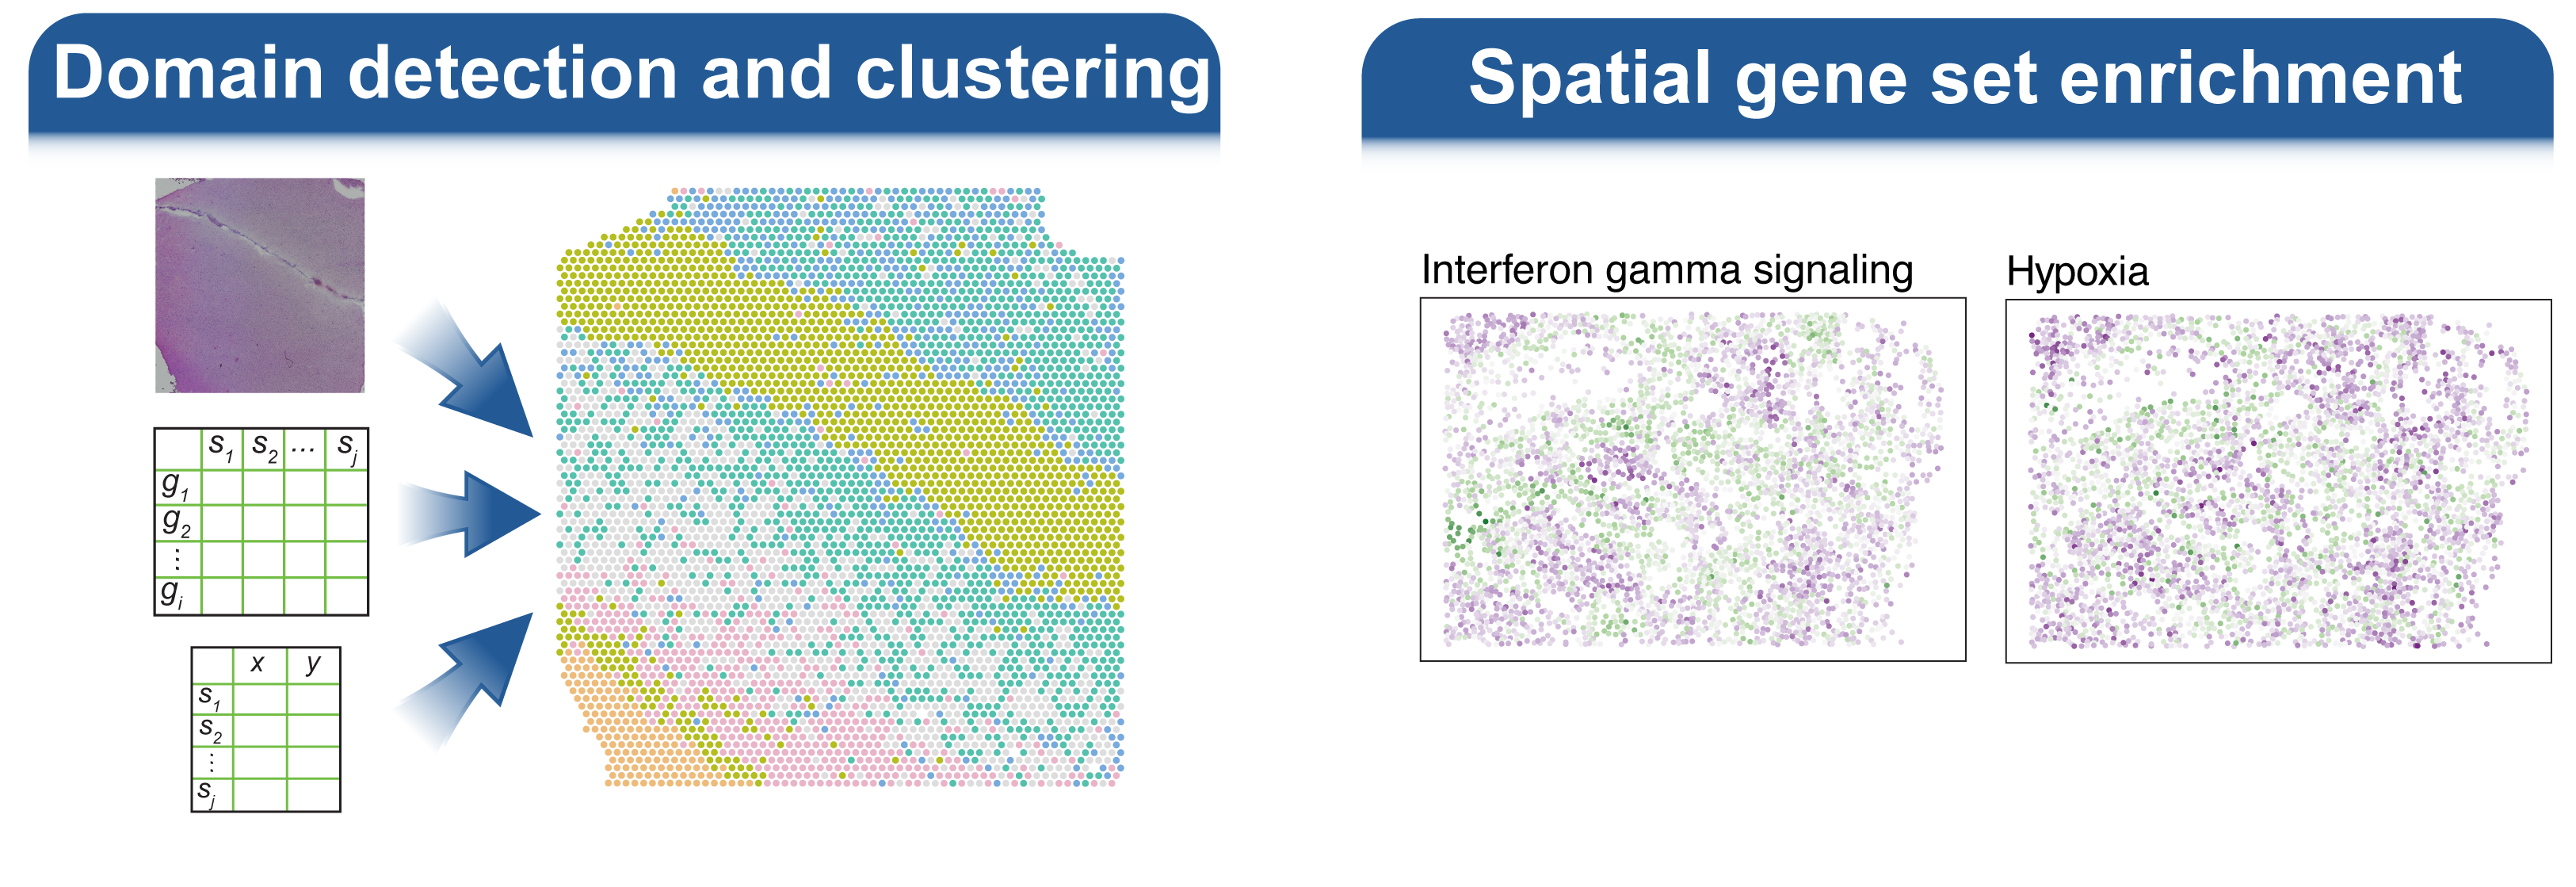 Domain detection and clustering
Spatial gene set enrichment
Interferon gamma signaling
Hypoxia
s1 s2 ... sj
g1
g2
⋮
gi
x y
s1
s2
⋮
sj